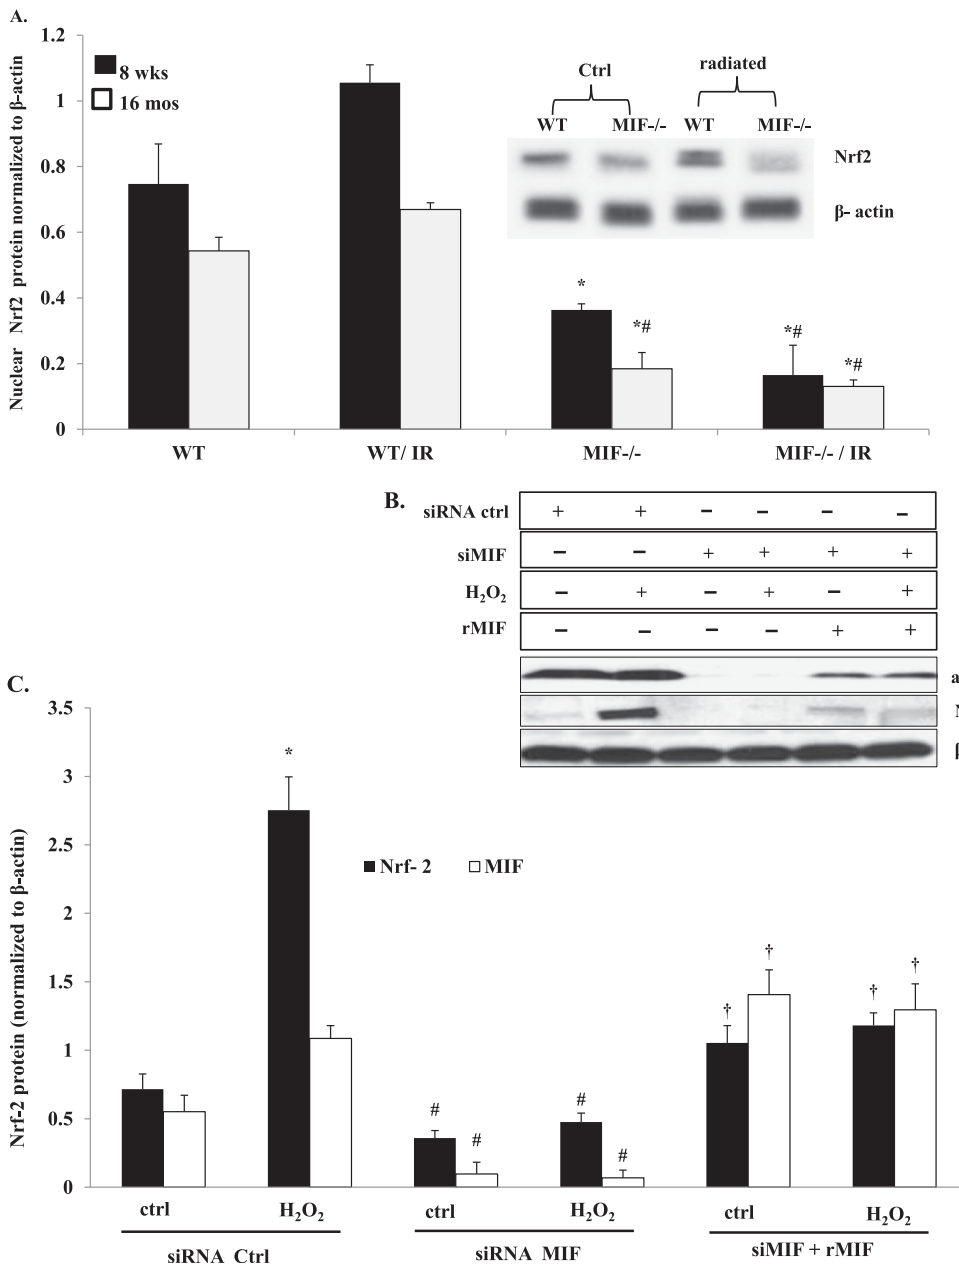 A.
1.2
1
0.8
0.6
0.4
0.2
0
Nuclear Nrf2 protein normalized to β-actin
8 wks
16 mos
Ctrl
radiated
WT MIF-/- WT MIF-/-
Nrf2
β- actin
*
*#
*#
*#
WT WT/ IR MIF-/- MIF-/- / IR
B.
siRNA ctrl + + – – – –
siMIF – – + + + +
H₂O₂ – + – + – +
rMIF – – – – + +
a
N
β
C.
3.5
3
2.5
2
1.5
1
0.5
0
Nrf-2 protein (normalized to β-actin)
Nrf- 2 MIF
*
# # # #
† † † †
ctrl H₂O₂ ctrl H₂O₂ ctrl H₂O₂
siRNA Ctrl siRNA MIF siMIF + rMIF